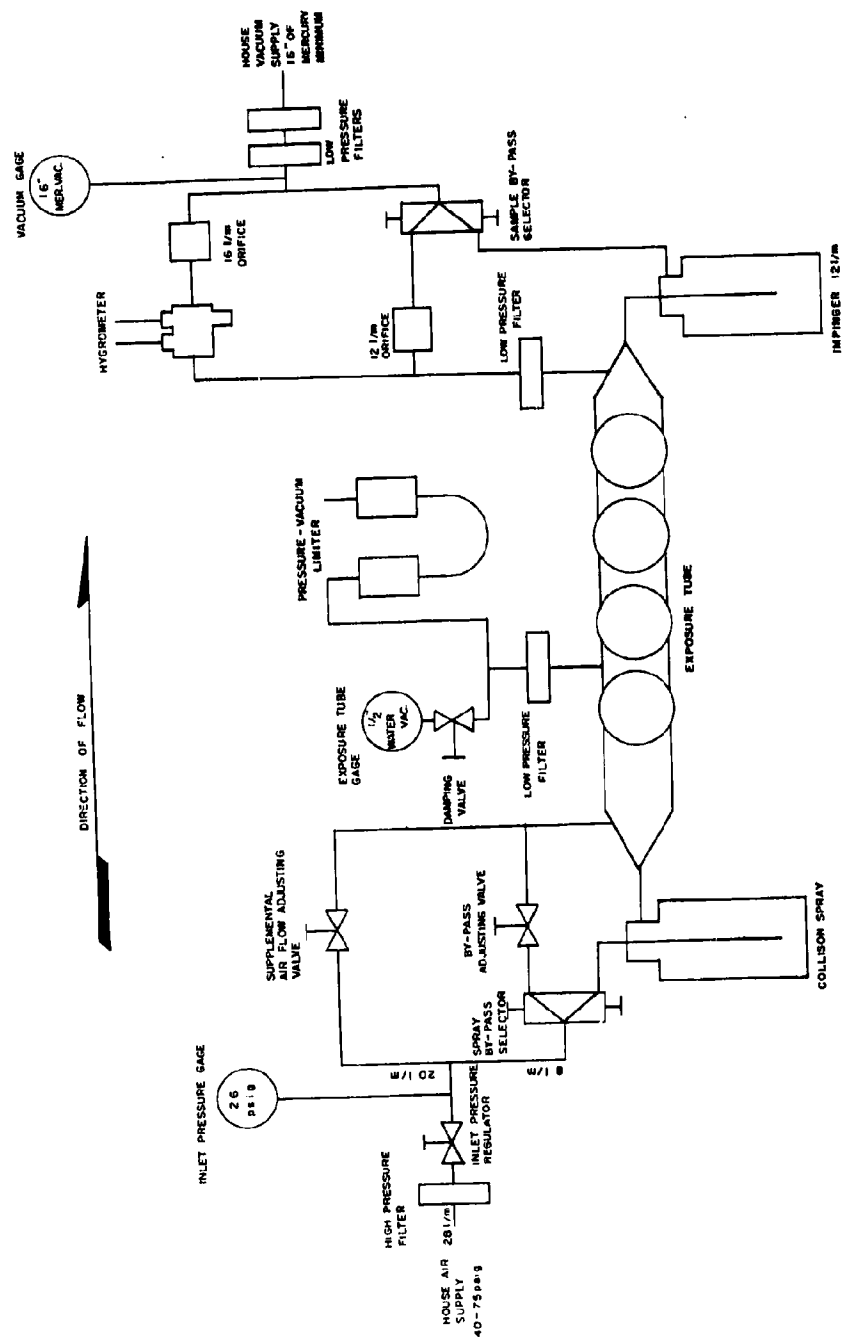 DIRECTION OF FLOW
INLET PRESSURE GAGE
26
psig
HOUSE AIR
SUPPLY
40-75 psig
28 l/m
HIGH PRESSURE
FILTER
INLET PRESSURE
REGULATOR
20 l/m
8 l/m
SUPPLEMENTAL
AIR FLOW ADJUSTING
VALVE
SPRAY
BY-PASS
SELECTOR
BY-PASS
ADJUSTING VALVE
COLLISON SPRAY
EXPOSURE TUBE
GAGE
1/2"
WATER
VAC.
DAMPING
VALVE
LOW PRESSURE
FILTER
PRESSURE-VACUUM
LIMITER
EXPOSURE TUBE
HYGROMETER
16 l/m
ORIFICE
12 l/m
ORIFICE
LOW PRESSURE
FILTER
VACUUM GAGE
16"
MER.VAC.
HOUSE
VACUUM
SUPPLY
16" OF
MERCURY
MINIMUM
LOW
PRESSURE
FILTERS
SAMPLE BY-PASS
SELECTOR
IMPINGER 12 l/m